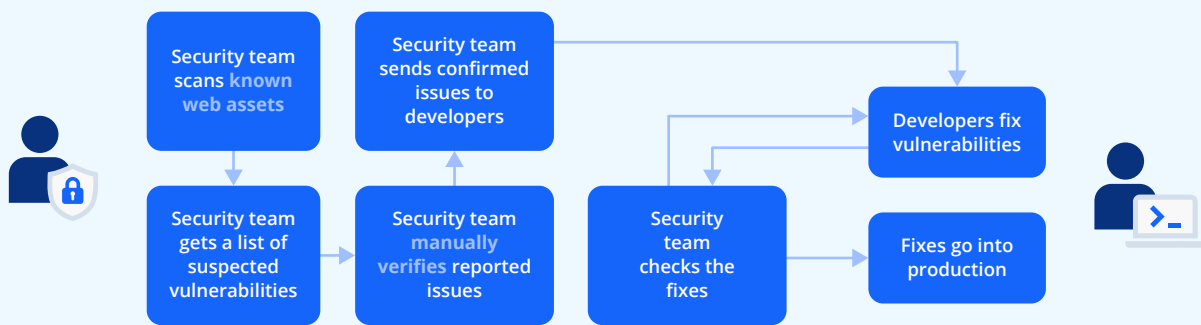 Security team
scans known
web assets
Security team
gets a list of
suspected
vulnerabilities
Security team
manually
verifies reported
issues
Security team
sends confirmed
issues to
developers
Developers fix
vulnerabilities
Security
team
checks the
fixes
Fixes go into
production